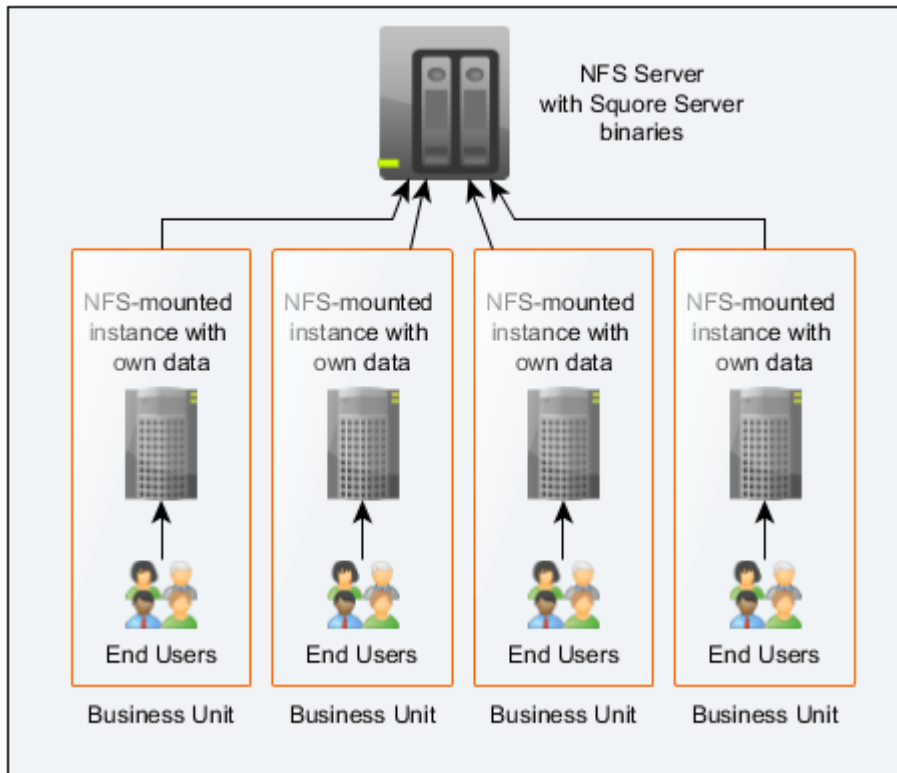 NFS Server
with Squore Server
binaries
NFS-mounted
instance with
own data
NFS-mounted
instance with
own data
NFS-mounted
instance with
own data
NFS-mounted
instance with
own data
End Users
End Users
End Users
End Users
Business Unit
Business Unit
Business Unit
Business Unit